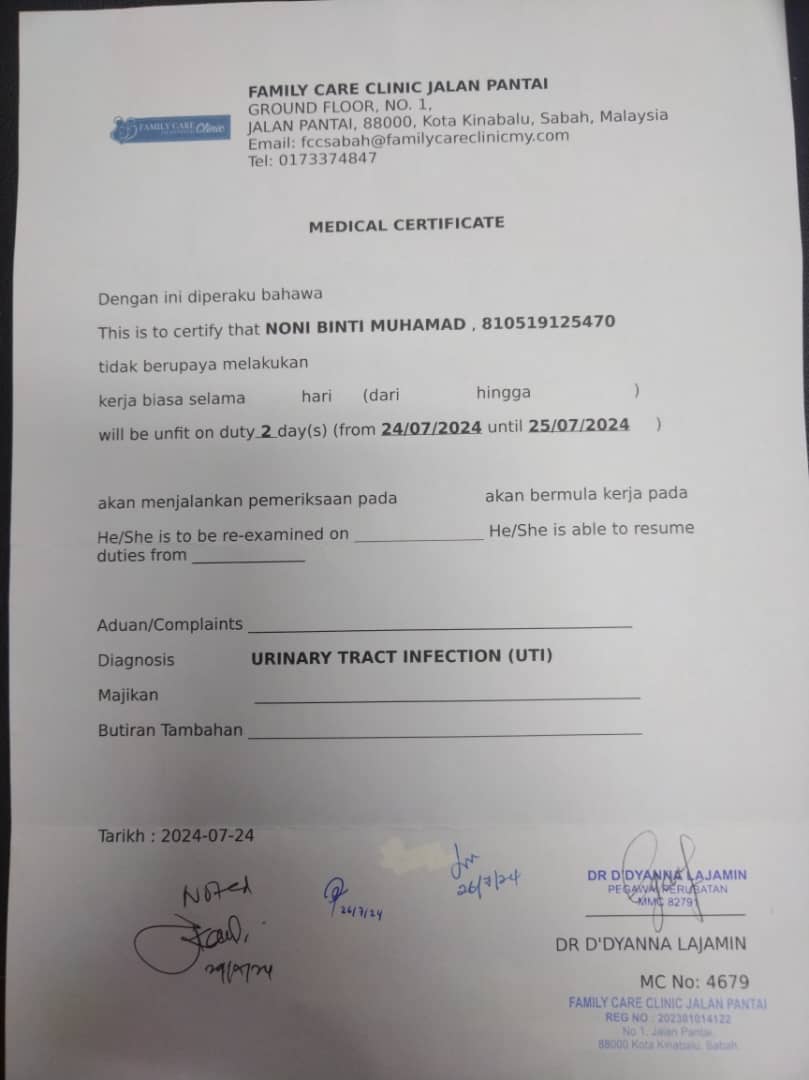 FAMILY CARE Clinic
FAMILY CARE CLINIC JALAN PANTAI
GROUND FLOOR, NO. 1,
JALAN PANTAI, 88000, Kota Kinabalu, Sabah, Malaysia
Email: fccsabah@familycareclinicmy.com
Tel: 0173374847
MEDICAL CERTIFICATE
Dengan ini diperaku bahawa
This is to certify that NONI BINTI MUHAMAD , 810519125470
tidak berupaya melakukan
kerja biasa selama hari (dari hingga )
will be unfit on duty 2 day(s) (from 24/07/2024 until 25/07/2024 )
akan menjalankan pemeriksaan pada akan bermula kerja pada
He/She is to be re-examined on ______________ He/She is able to resume
duties from ____________
Aduan/Complaints ____________
Diagnosis URINARY TRACT INFECTION (UTI)
Majikan ____________
Butiran Tambahan ____________
Tarikh : 2024-07-24
Noted
26/7/24
26/7/24
DR D'DYANNA LAJAMIN
PEGAWAI PERUBATAN
MMC 82791
DR D'DYANNA LAJAMIN
MC No: 4679
FAMILY CARE CLINIC JALAN PANTAI
REG NO : 202301014122
No 1, Jalan Pantai,
88000 Kota Kinabalu, Sabah.